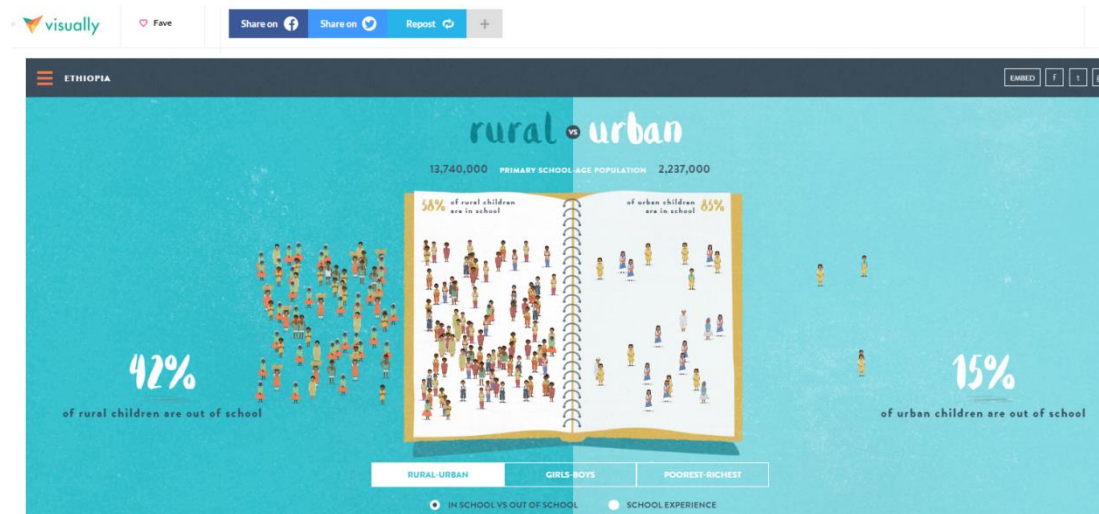 visually
Fave
Share on
Share on
Repost
+
ETHIOPIA
EMBED
f
t
rural vs urban
13,740,000 PRIMARY SCHOOL-AGE POPULATION 2,237,000
58% of rural children
are in school
of urban children 85%
are in school
42%
of rural children are out of school
15%
of urban children are out of school
RURAL-URBAN GIRLS-BOYS POOREST-RICHEST
IN SCHOOL VS OUT OF SCHOOL SCHOOL EXPERIENCE